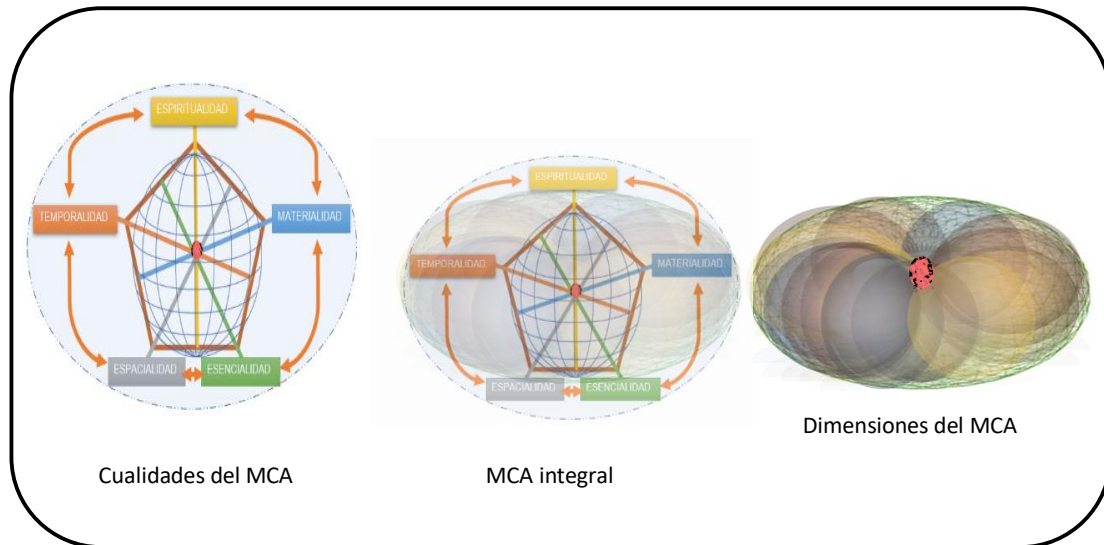 ESPIRITUALIDAD
TEMPORALIDAD
MATERIALIDAD
ESPACIALIDAD
ESENCIALIDAD
Cualidades del MCA
ESPIRITUALIDAD
TEMPORALIDAD
MATERIALIDAD
ESPACIALIDAD
ESENCIALIDAD
MCA integral
Dimensiones del MCA